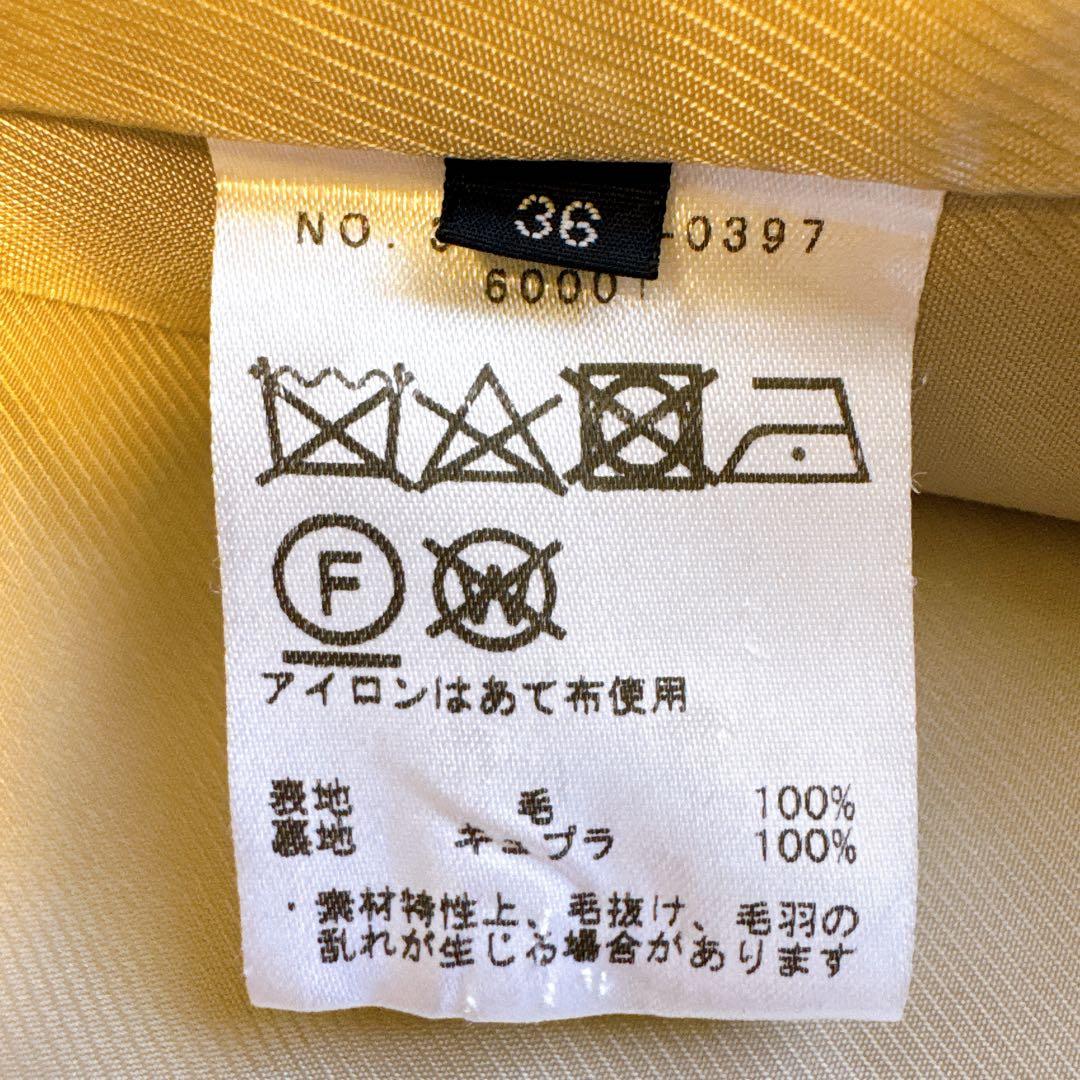 36
NO. -0397
6000
F
W
アイロンはあて布使用
表地 毛 100%
裏地 キュプラ 100%
・素材特性上、毛抜け、毛羽の
乱れが生じる場合があります